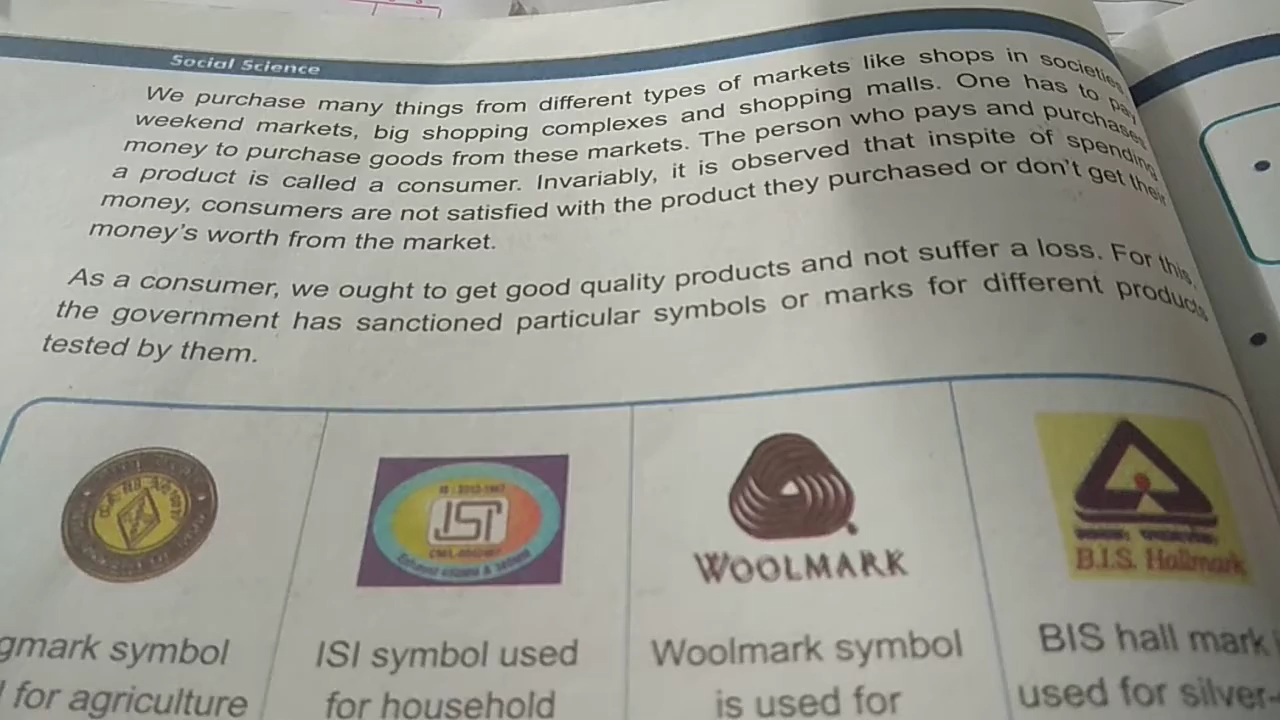 Social Science
We purchase many things from different types of markets like shops in societies
weekend markets, big shopping complexes and shopping malls. One has to pay
money to purchase goods from these markets. The person who pays and purchases
a product is called a consumer. Invariably, it is observed that inspite of spending
money, consumers are not satisfied with the product they purchased or don't get their
money's worth from the market.
As a consumer, we ought to get good quality products and not suffer a loss. For this,
the government has sanctioned particular symbols or marks for different products
tested by them.
ISI
WOOLMARK
B.I.S. Hallmark
gmark symbol
for agriculture
ISI symbol used
for household
Woolmark symbol
is used for
BIS hall mark
used for silver-